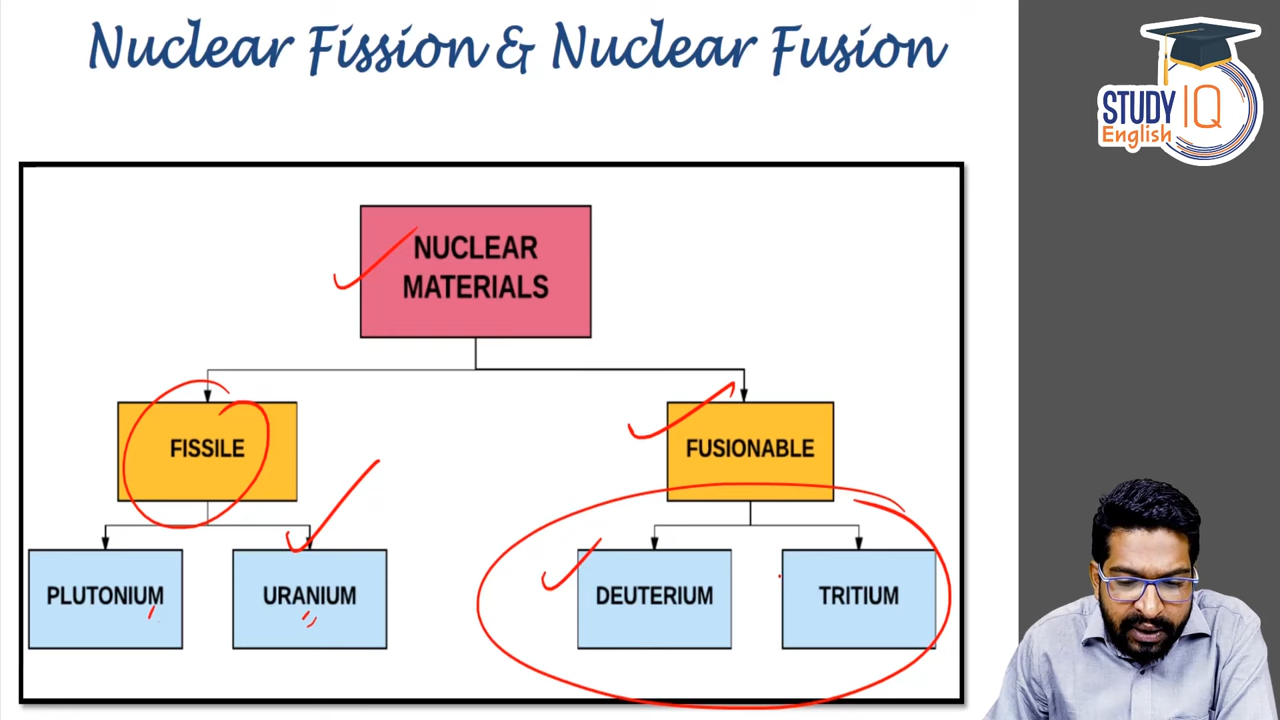 Nuclear Fission & Nuclear Fusion
STUDY IQ
English
NUCLEAR
MATERIALS
FISSILE
FUSIONABLE
PLUTONIUM
URANIUM
DEUTERIUM
TRITIUM